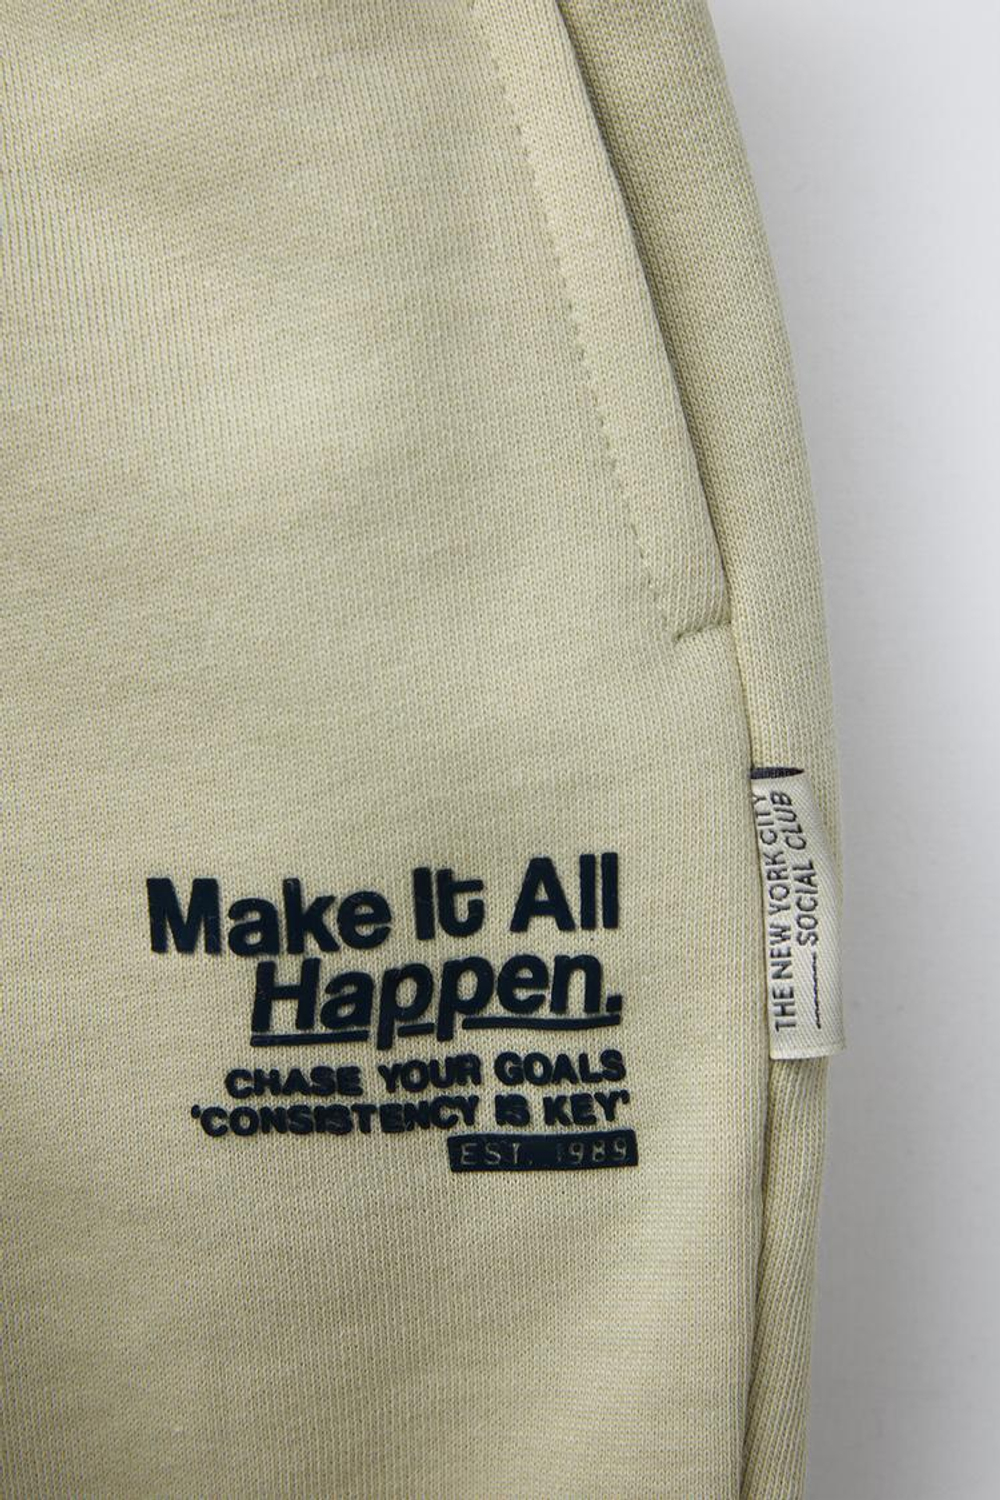 Make It All
Happen.
CHASE YOUR GOALS
'CONSISTENCY IS KEY'
EST. 1989
THE NEW YORK CITY
SOCIAL CLUB